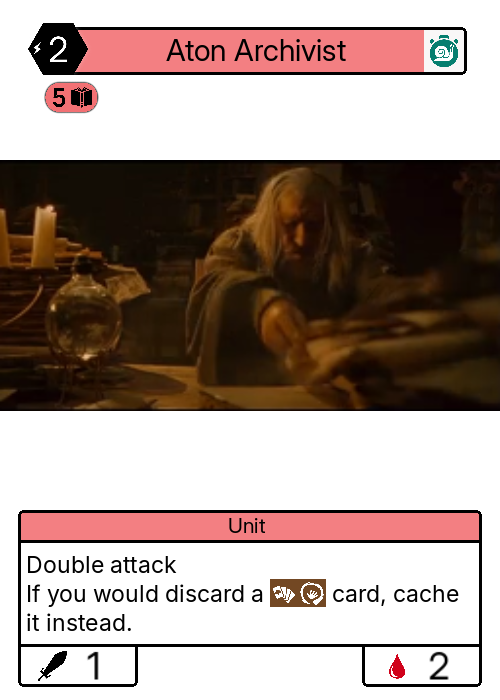 2
Aton Archivist
5
Unit
Double attack
If you would discard a card, cache
it instead.
1
2